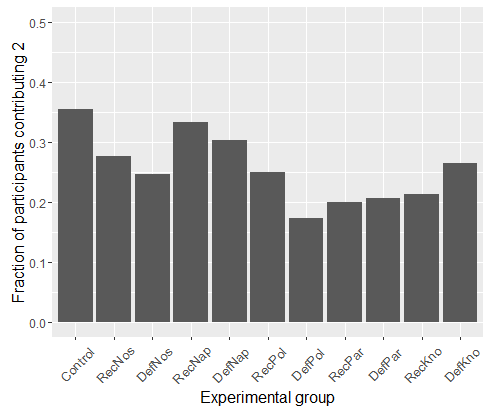 Fraction of participants contributing 2
0.5
0.4
0.3
0.2
0.1
0.0
Control
RecNos
DefNos
RecNap
DefNap
RecPol
DefPol
RecPar
DefPar
RecKno
DefKno
Experimental group